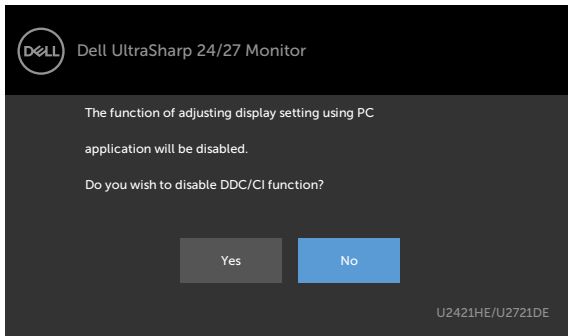 DELL
Dell UltraSharp 24/27 Monitor
The function of adjusting display setting using PC
application will be disabled.
Do you wish to disable DDC/CI function?
Yes
No
U2421HE/U2721DE